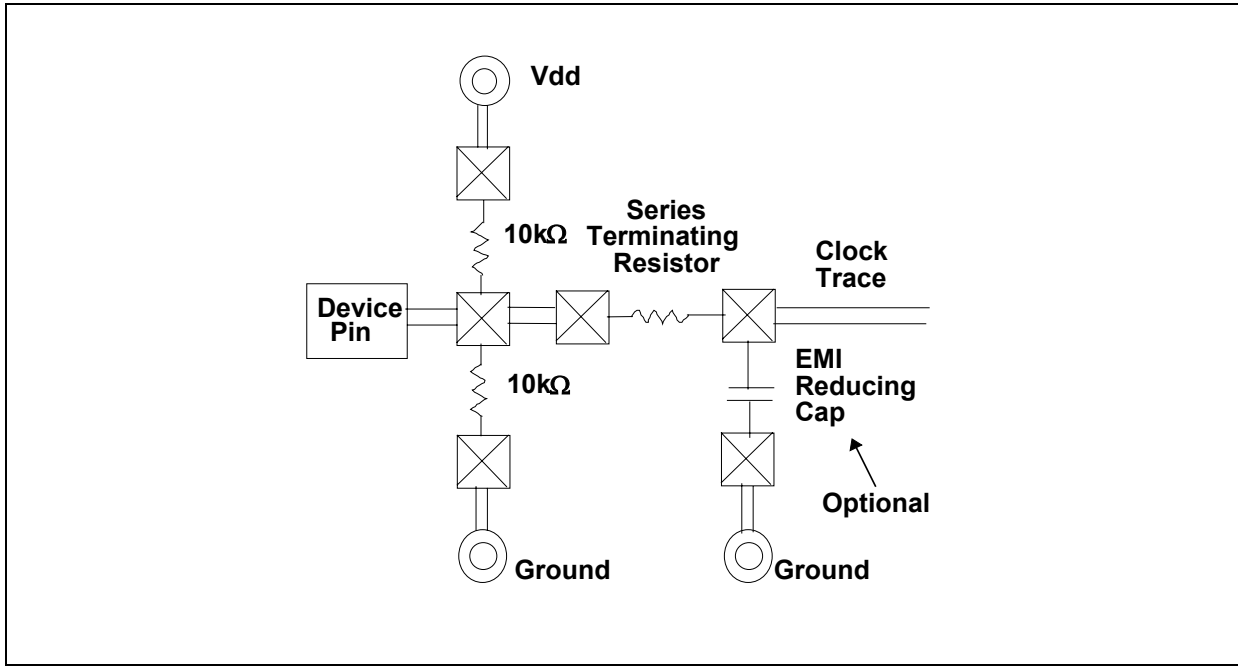 Vdd
10kΩ
Series
Terminating
Resistor
Clock
Trace
Device
Pin
10kΩ
EMI
Reducing
Cap
Optional
Ground
Ground